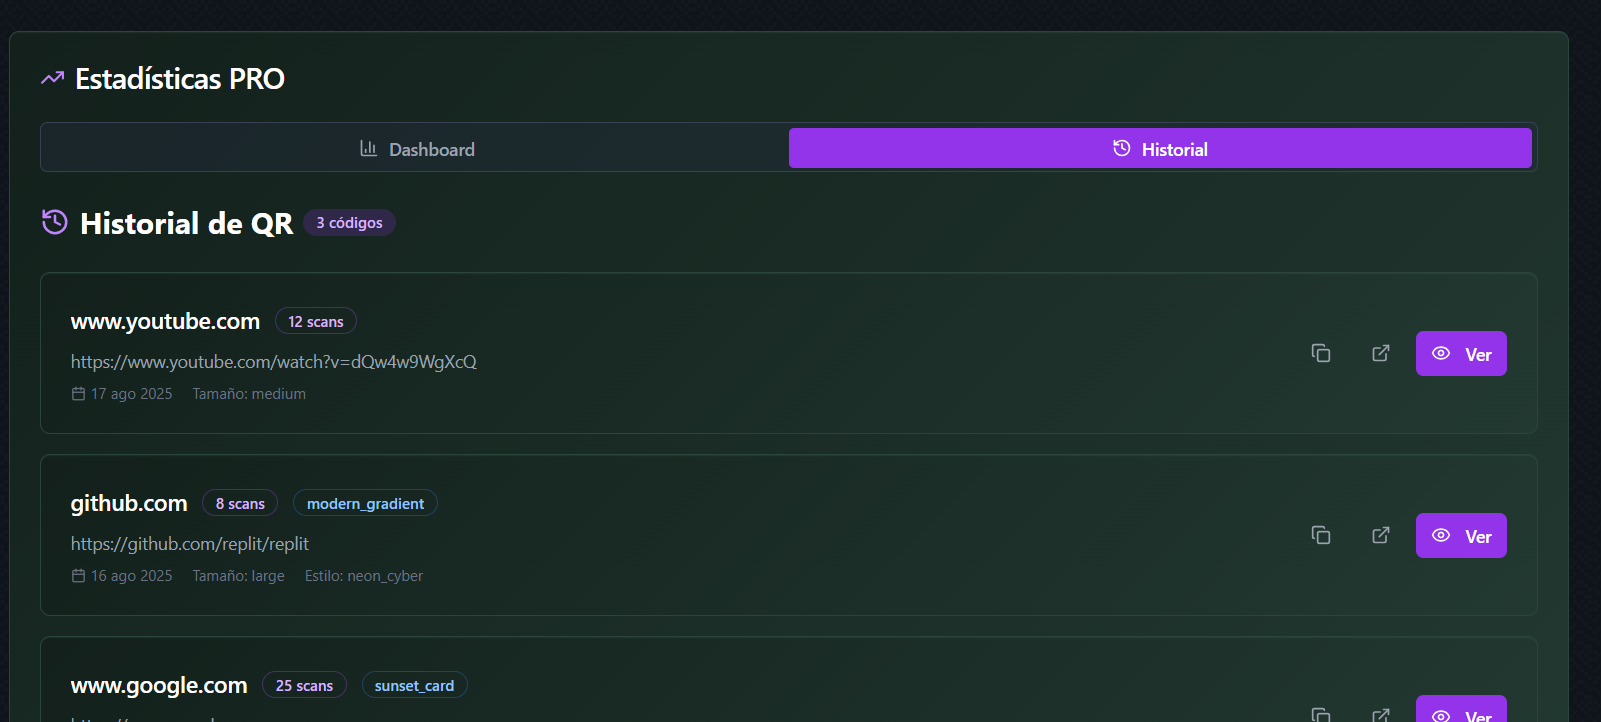 Estadísticas PRO
Dashboard Historial
Historial de QR 3 códigos
www.youtube.com 12 scans
https://www.youtube.com/watch?v=dQw4w9WgXcQ
17 ago 2025 Tamaño: medium
Ver
github.com 8 scans modern_gradient
https://github.com/replit/replit
16 ago 2025 Tamaño: large Estilo: neon_cyber
Ver
www.google.com 25 scans sunset_card
Ver